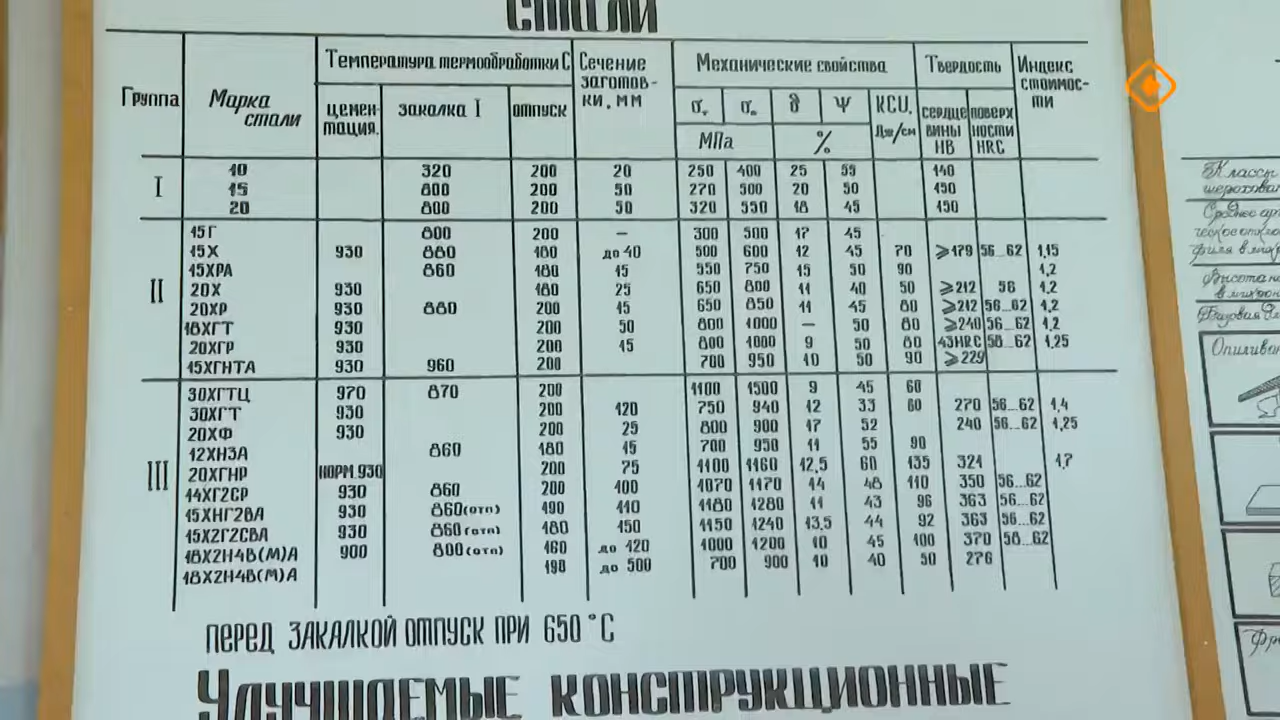 СТАЛИ
Группа Марка стали Температура термообработки С Сечение заготовки, мм Механические свойства Твердость Индекс стоимости
цементация. закалка I отпуск σт σв δ ψ KCU, Дж/см сердцевины НВ поверхности HRC
МПа %
I 10 320 200 20 250 400 25 55 140
15 800 200 50 270 500 20 50 150
20 800 200 50 320 550 18 45 150
II 15Г 800 200 — 300 500 17 45
15Х 930 880 180 до 40 500 600 12 45 70 ≥179 56...62 1,15
15ХРА 860 180 15 550 750 15 50 90 1,2
20Х 930 180 25 650 800 11 40 50 ≥212 56 1,2
20ХР 930 880 200 15 650 850 11 45 80 ≥212 56...62 1,2
18ХГТ 930 200 50 800 1000 — 50 80 ≥240 56...62 1,2
20ХГР 930 200 15 800 1000 9 50 80 43HRC 58...62 1,25
15ХГНТА 930 960 200 700 950 10 50 90 ≥229
III 30ХГТЦ 970 870 200 1100 1500 9 45 60
30ХГТ 930 200 120 750 940 12 33 60 270 56...62 1,4
20ХФ 930 200 25 800 900 17 52 240 56...62 1,25
12ХН3А 860 180 15 700 950 11 55 90
20ХГНР НОРМ.930 200 75 1100 1160 12,5 60 135 321 1,7
14ХГ2СР 930 860 200 100 1070 1170 14 48 110 350 56...62
15ХНГ2ВА 930 860(отп) 190 110 1180 1280 11 43 96 363 56...62
15Х2Г2СВА 930 860(отп) 180 150 1150 1240 13,5 44 92 363 56...62
18Х2Н4В(М)А 900 800(отп) 160 до 120 1000 1200 10 45 100 370 58...62
18Х2Н4В(М)А 190 до 500 700 900 10 40 50 276
ПЕРЕД ЗАКАЛКОЙ ОТПУСК ПРИ 650°С
УЛУЧШАЕМЫЕ КОНСТРУКЦИОННЫЕ
Классы